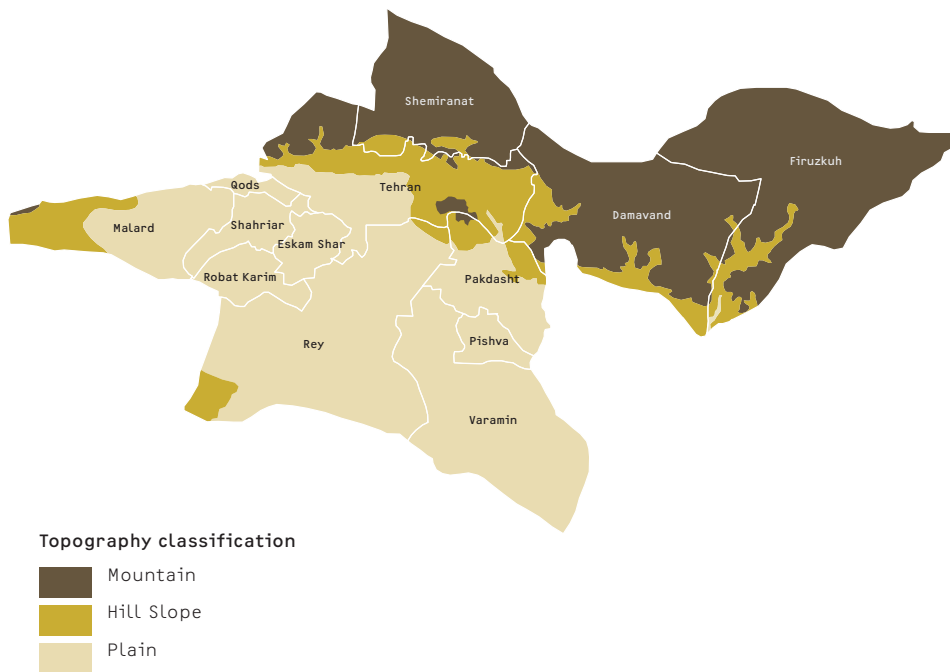 Shemiranat
Firuzkuh
Qods
Tehran
Damavand
Malard
Shahriar
Eskam Shar
Robat Karim
Pakdasht
Rey
Pishva
Varamin
Topography classification
Mountain
Hill Slope
Plain